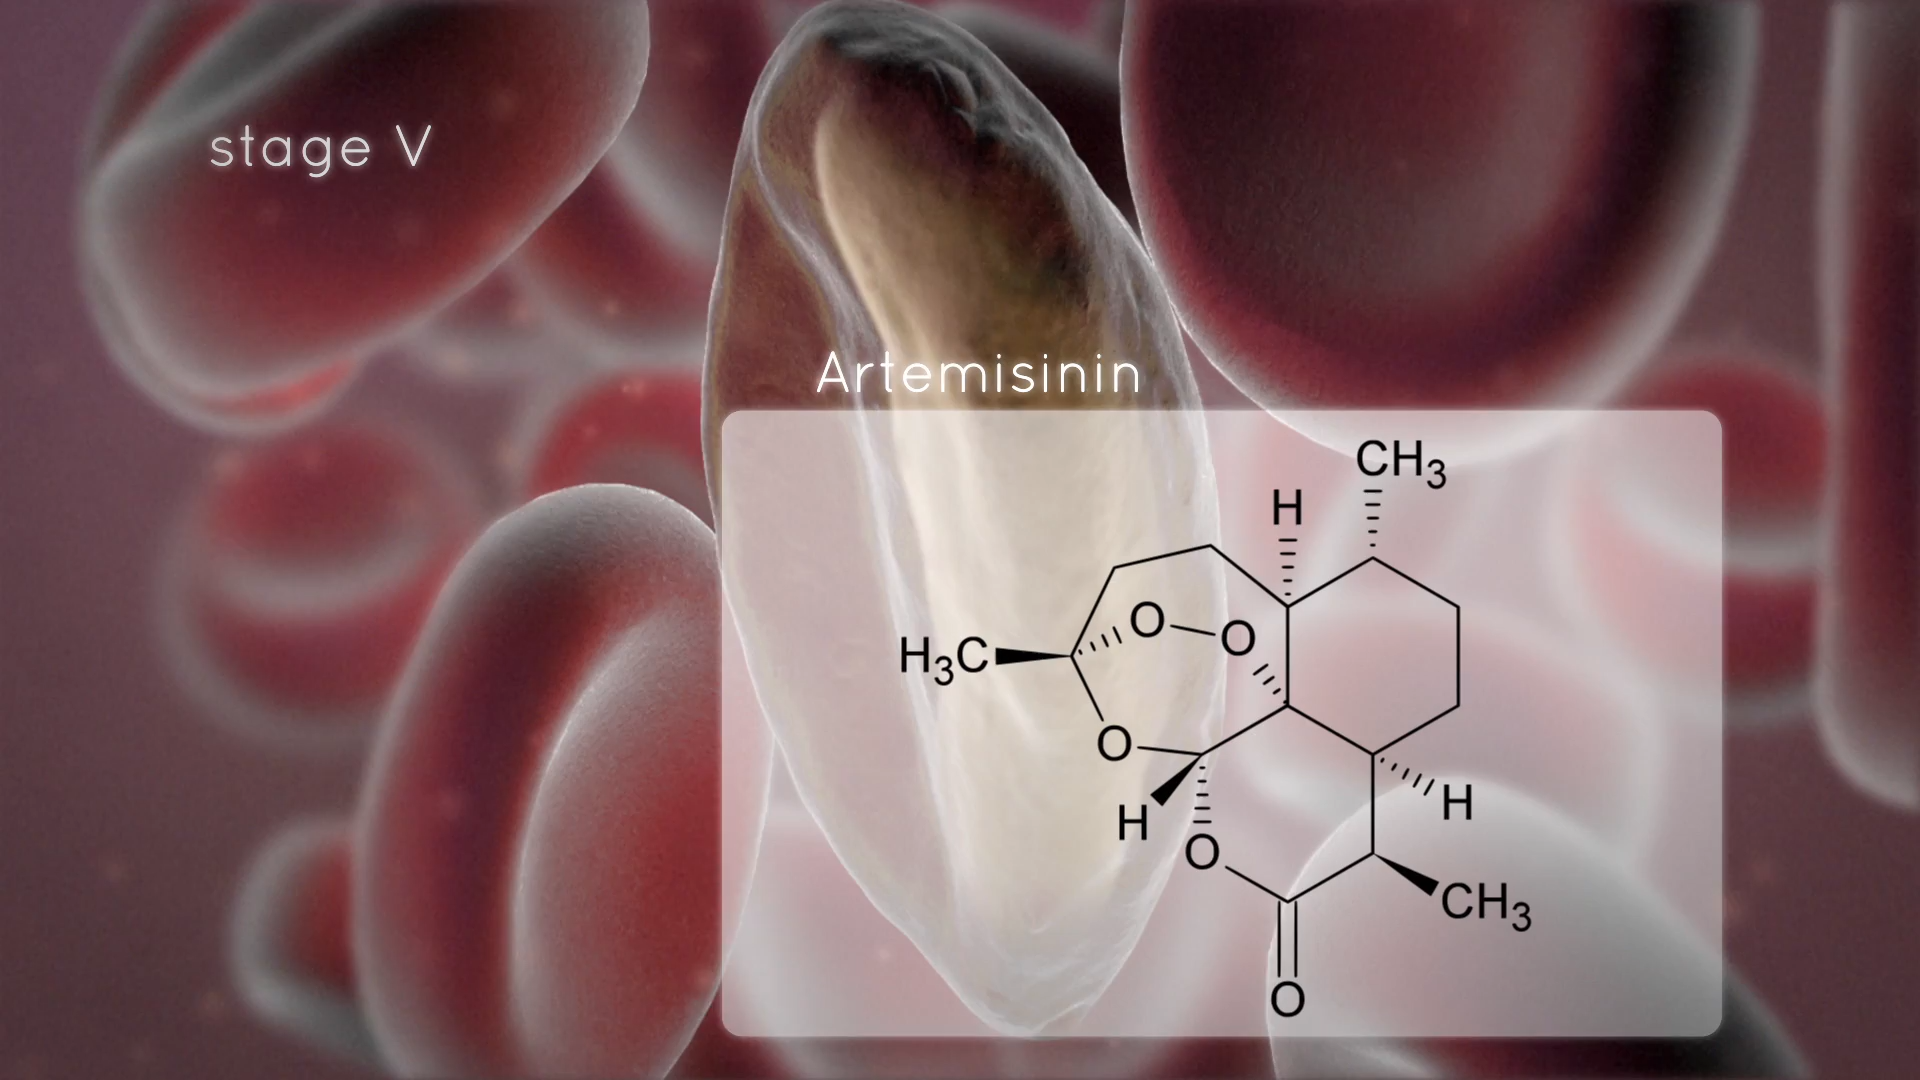 stage V
Artemisinin
CH₃
H
O
O
H₃C
O
H
H
O
CH₃
O